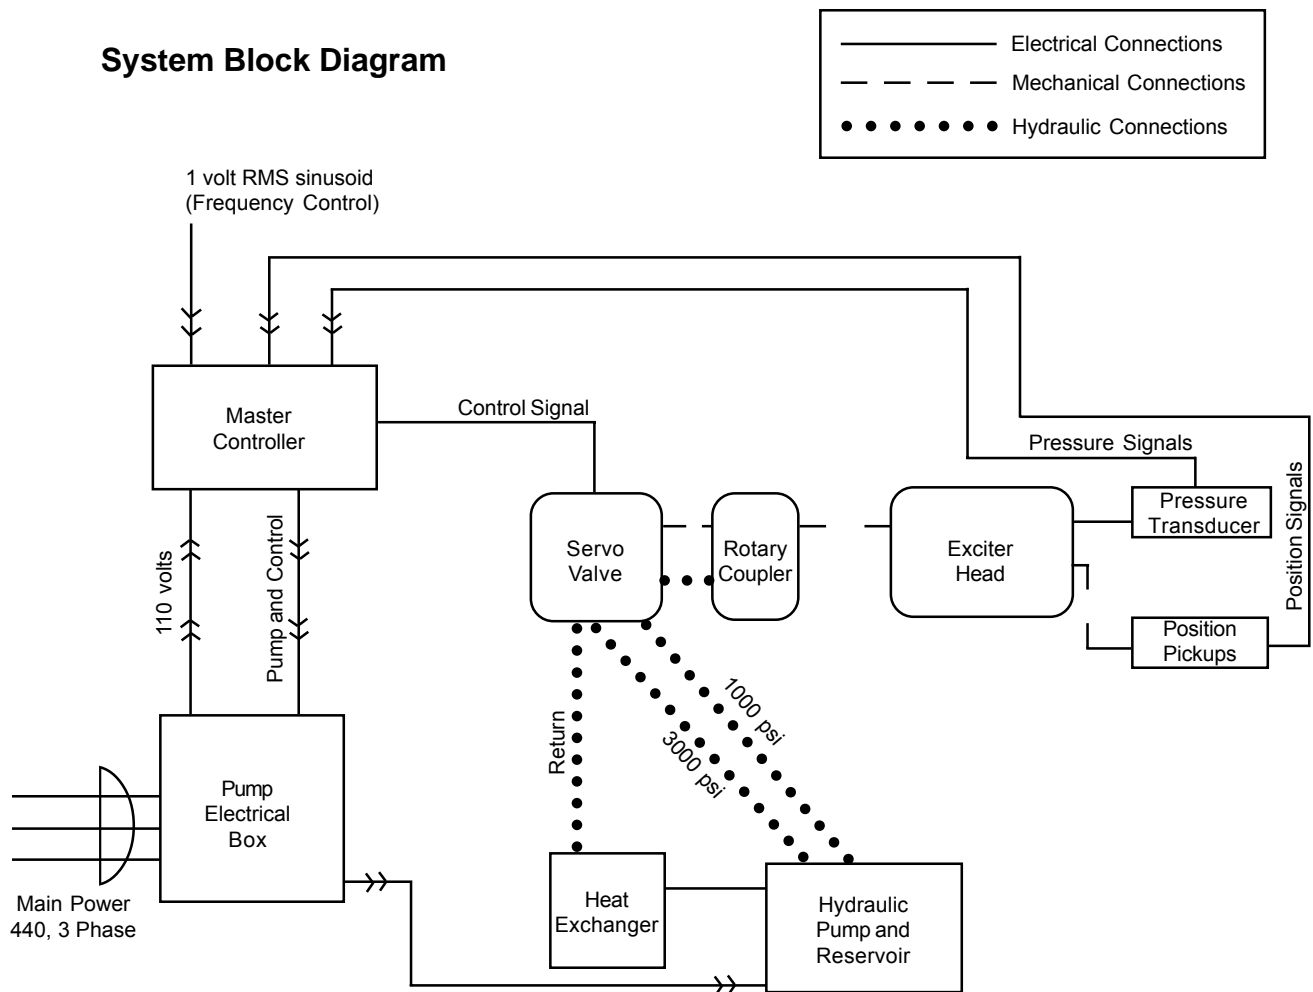 System Block Diagram
Electrical Connections
Mechanical Connections
Hydraulic Connections
1 volt RMS sinusoid
(Frequency Control)
Master
Controller
Control Signal
Pressure Signals
Position Signals
Pressure
Transducer
Servo
Valve
Rotary
Coupler
Exciter
Head
Position
Pickups
110 volts
Pump and Control
Return
3000 psi
1000 psi
Pump
Electrical
Box
Main Power
440, 3 Phase
Heat
Exchanger
Hydraulic
Pump and
Reservoir